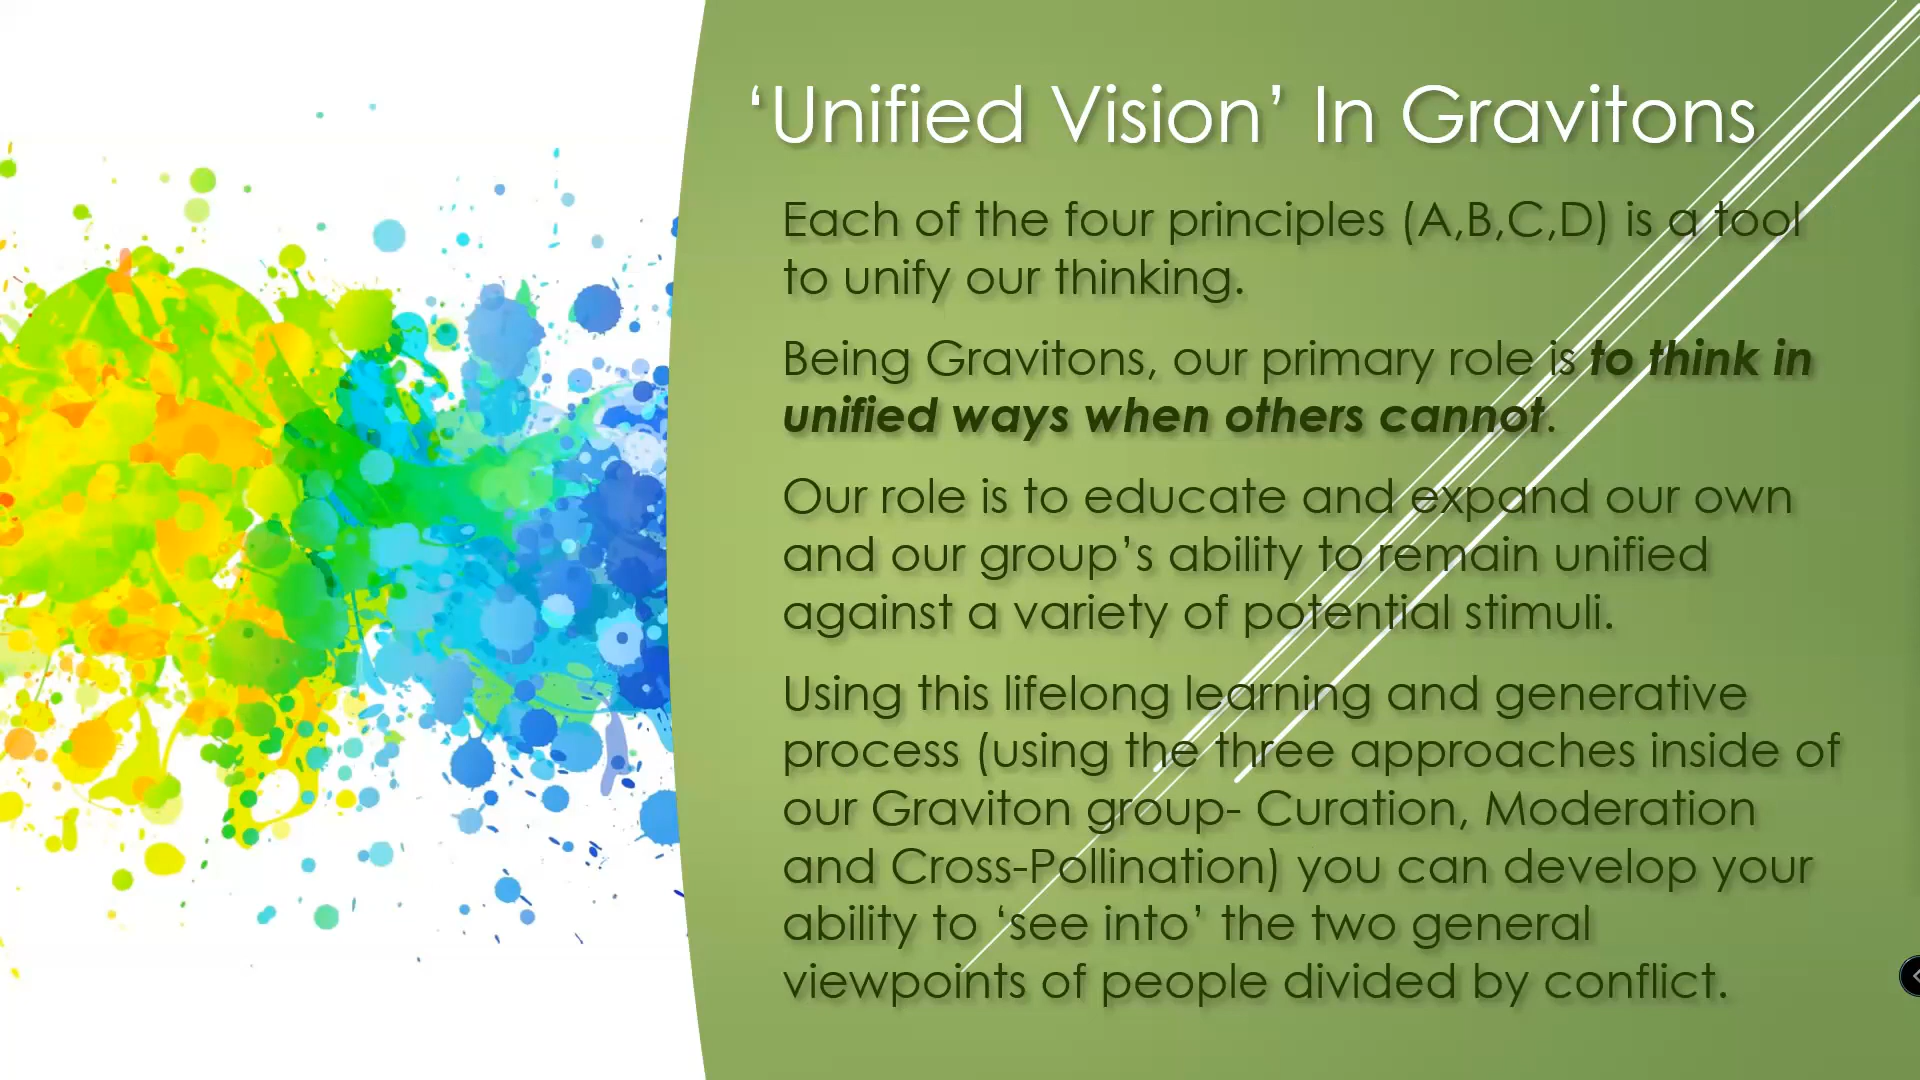 ‘Unified Vision’ In Gravitons
Each of the four principles (A,B,C,D) is a tool
to unify our thinking.
Being Gravitons, our primary role is to think in
unified ways when others cannot.
Our role is to educate and expand our own
and our group’s ability to remain unified
against a variety of potential stimuli.
Using this lifelong learning and generative
process (using the three approaches inside of
our Graviton group- Curation, Moderation
and Cross-Pollination) you can develop your
ability to ‘see into’ the two general
viewpoints of people divided by conflict.